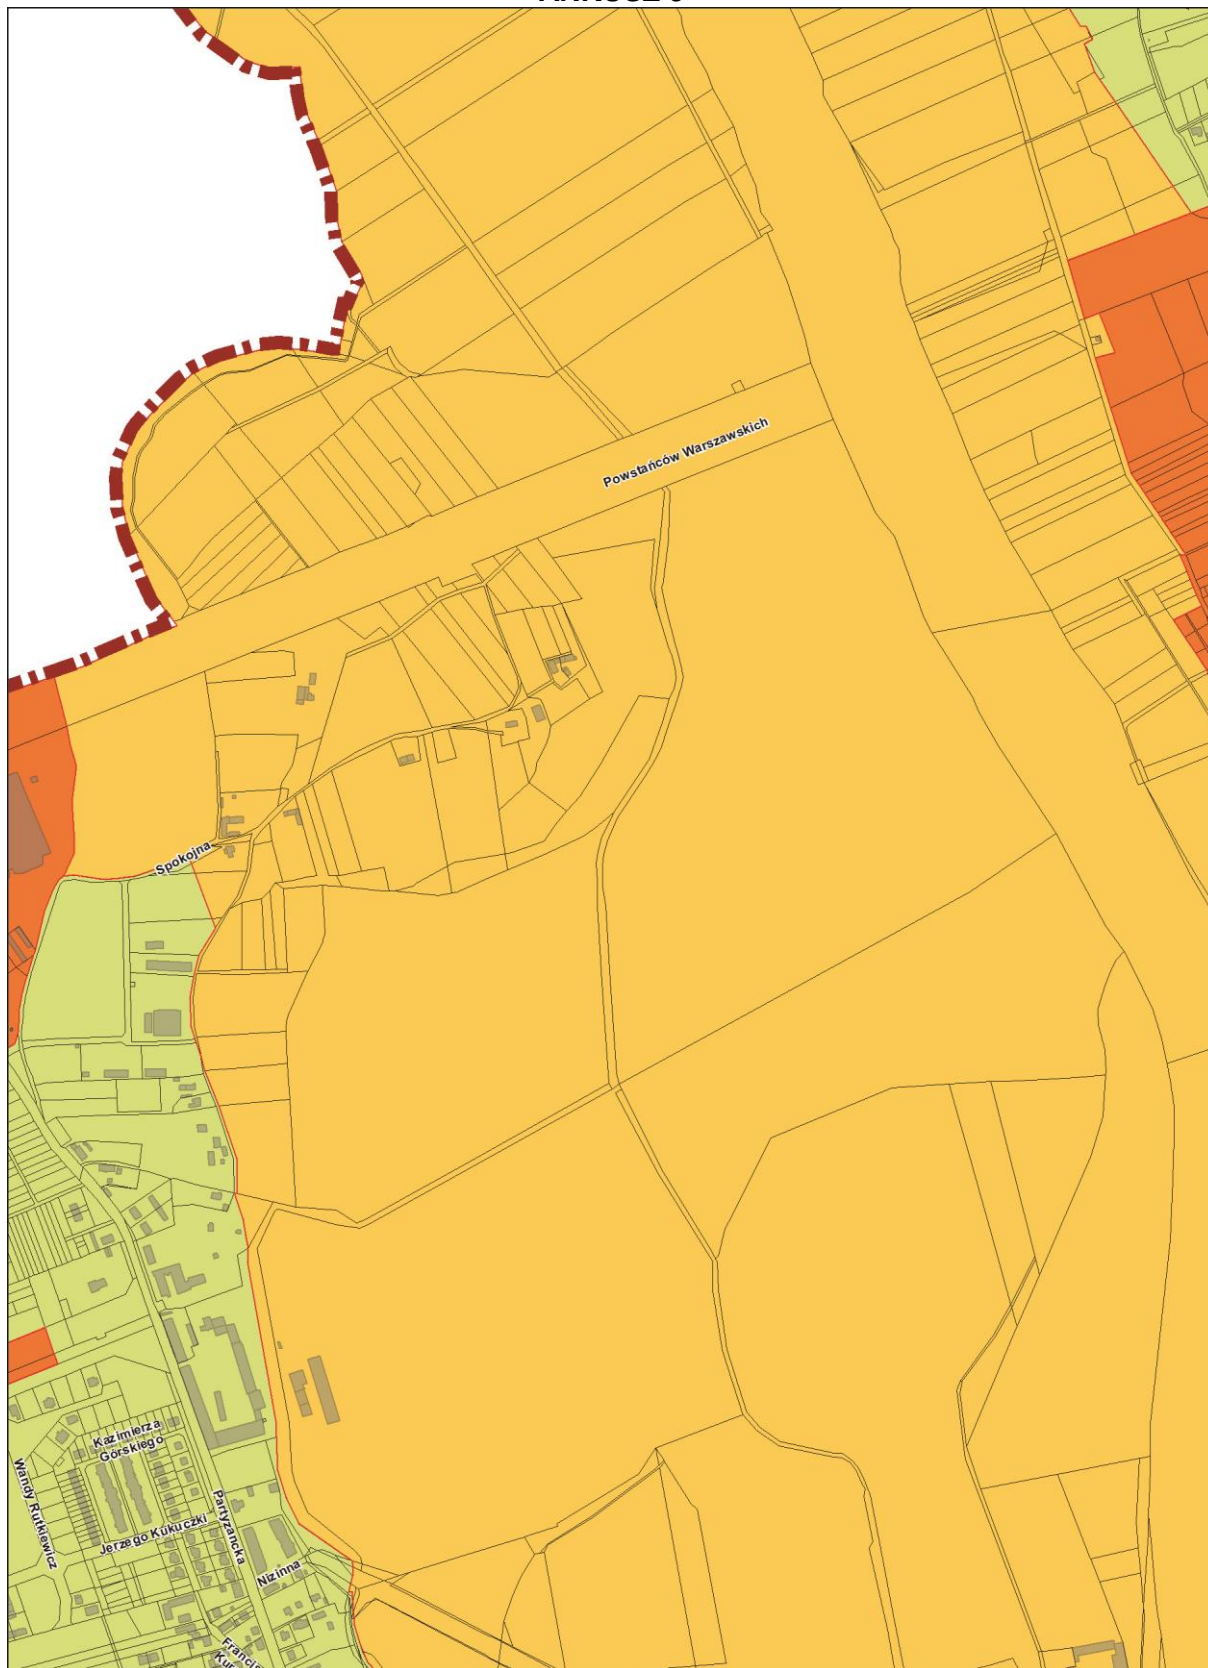 Powstańców Warszawskich
Spokojna
Kazimierza
Górskiego
Wandy Rutkiewicz
Partyzancka
Jerzego Kukuczki
Nizinna